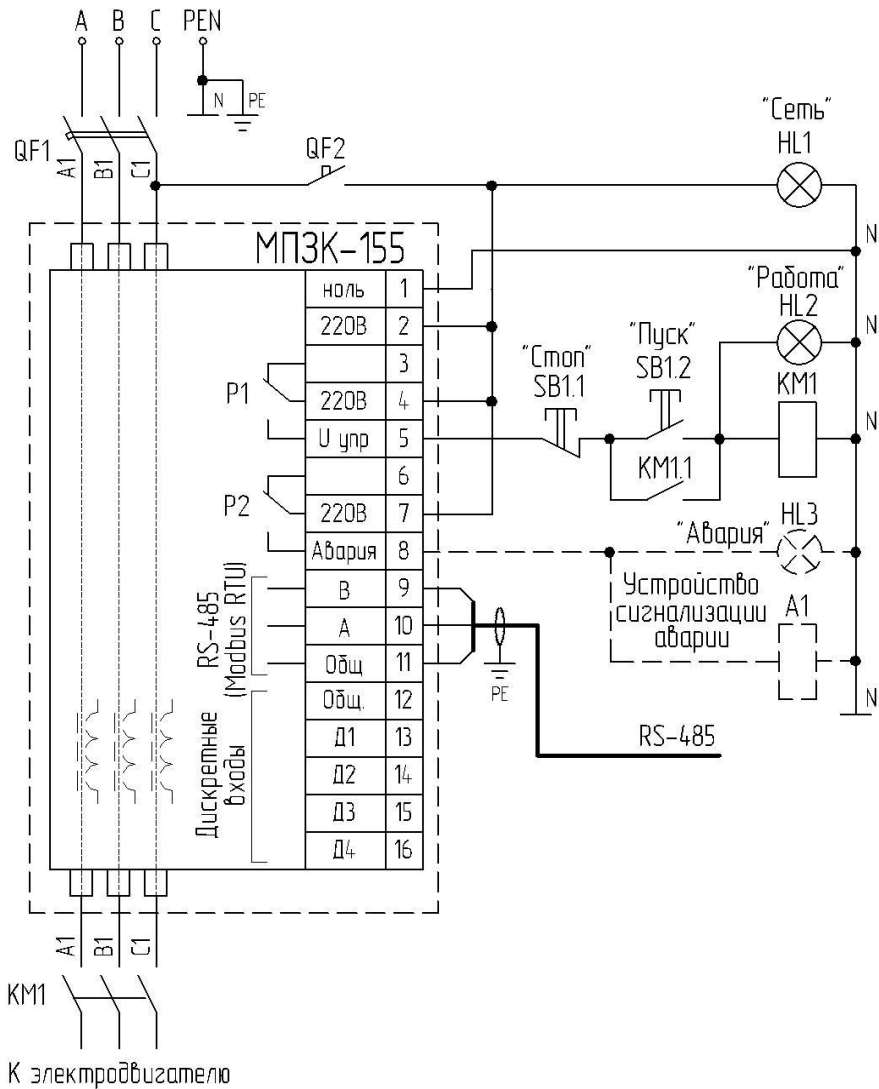 A B C PEN
N PE
QF1
A1 B1 C1
QF2
"Сеть"
HL1
МПЗК-155
N
ноль 1
220В 2
3
P1 220В 4
U упр 5
6
P2 220В 7
Авария 8
В 9
А 10
Общ 11
Общ. 12
Д1 13
Д2 14
Д3 15
Д4 16
RS-485
(Modbus RTU)
Дискретные
входы
"Работа"
HL2
N
"Стоп"
SB1.1
"Пуск"
SB1.2
KM1
N
KM1.1
"Авария" HL3
Устройство
сигнализации
аварии
A1
N
PE
RS-485
A1 B1 C1
KM1
К электродвигателю